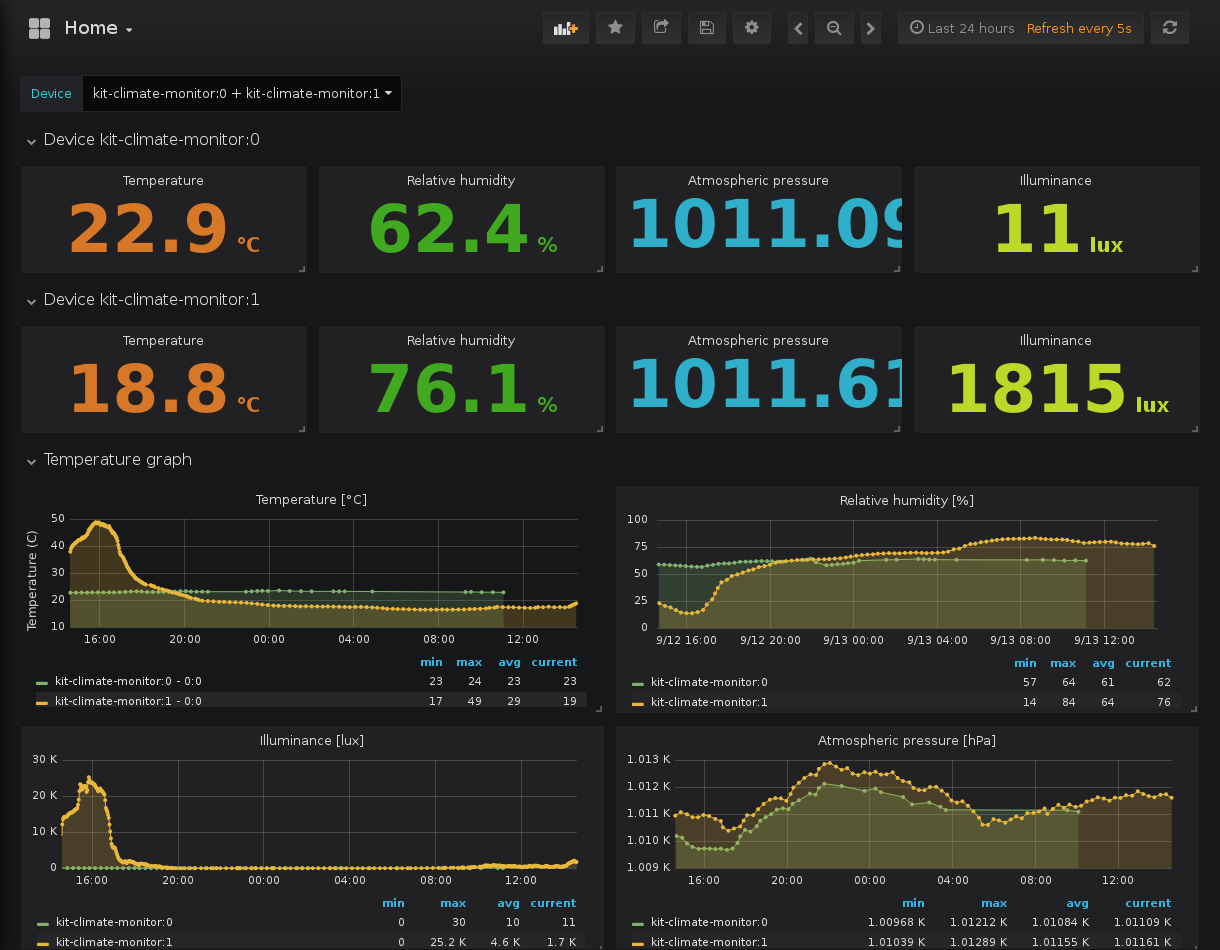 Home
Last 24 hours Refresh every 5s
Device kit-climate-monitor:0 + kit-climate-monitor:1
Device kit-climate-monitor:0
Temperature Relative humidity Atmospheric pressure Illuminance
22.9 °C 62.4 % 1011.09 11 lux
Device kit-climate-monitor:1
Temperature Relative humidity Atmospheric pressure Illuminance
18.8 °C 76.1 % 1011.61 1815 lux
Temperature graph
Temperature [°C]
Temperature (C)
50
40
30
20
10
16:00 20:00 00:00 04:00 08:00 12:00
min max avg current
kit-climate-monitor:0 - 0:0 23 24 23 23
kit-climate-monitor:1 - 0:0 17 49 29 19
Relative humidity [%]
100
75
50
25
0
9/12 16:00 9/12 20:00 9/13 00:00 9/13 04:00 9/13 08:00 9/13 12:00
min max avg current
kit-climate-monitor:0 57 64 61 62
kit-climate-monitor:1 14 84 64 76
Illuminance [lux]
30 K
20 K
10 K
0
16:00 20:00 00:00 04:00 08:00 12:00
min max avg current
kit-climate-monitor:0 0 30 10 11
kit-climate-monitor:1 0 25.2 K 4.6 K 1.7 K
Atmospheric pressure [hPa]
1.013 K
1.012 K
1.011 K
1.010 K
1.009 K
16:00 20:00 00:00 04:00 08:00 12:00
min max avg current
kit-climate-monitor:0 1.00968 K 1.01212 K 1.01084 K 1.01109 K
kit-climate-monitor:1 1.01039 K 1.01289 K 1.01155 K 1.01161 K